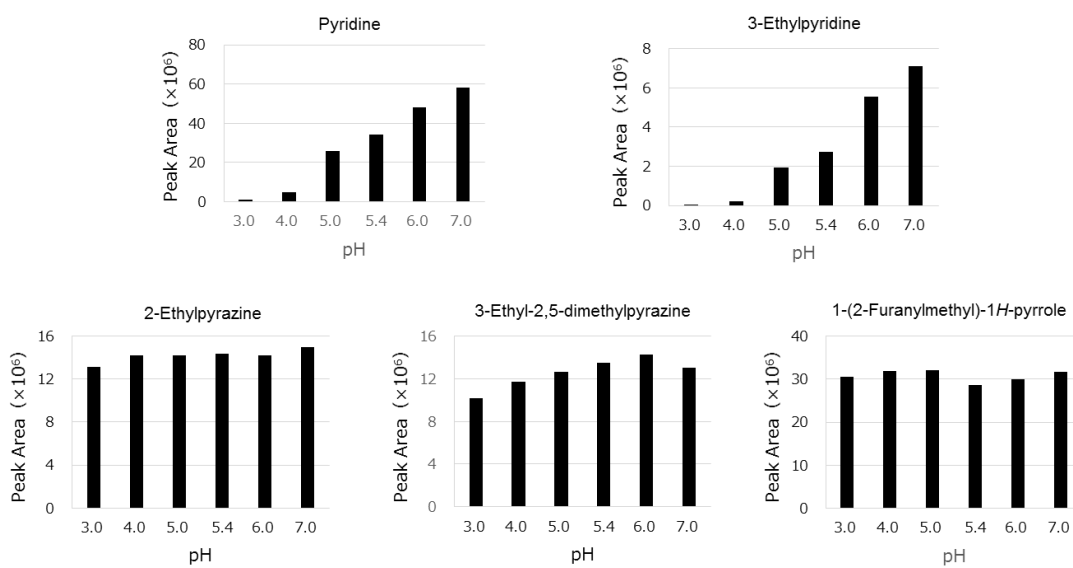 Pyridine
Peak Area (×10⁶)
80
60
40
20
0
3.0 4.0 5.0 5.4 6.0 7.0
pH
3-Ethylpyridine
Peak Area (×10⁶)
8
6
4
2
0
3.0 4.0 5.0 5.4 6.0 7.0
pH
2-Ethylpyrazine
Peak Area (×10⁶)
16
12
8
4
0
3.0 4.0 5.0 5.4 6.0 7.0
pH
3-Ethyl-2,5-dimethylpyrazine
Peak Area (×10⁶)
16
12
8
4
0
3.0 4.0 5.0 5.4 6.0 7.0
pH
1-(2-Furanylmethyl)-1H-pyrrole
Peak Area (×10⁶)
40
30
20
10
0
3.0 4.0 5.0 5.4 6.0 7.0
pH